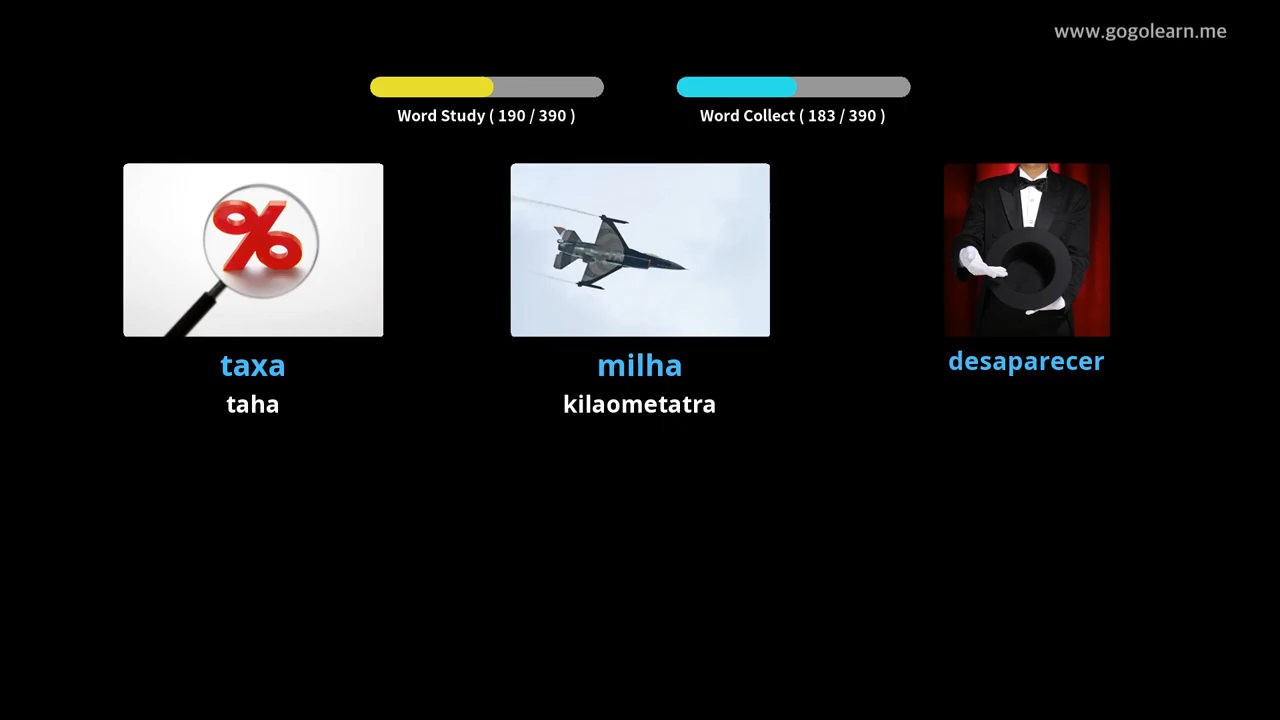 www.gogolearn.me
Word Study ( 190 / 390 )
Word Collect ( 183 / 390 )
%
taxa
taha
milha
kilaometatra
desaparecer